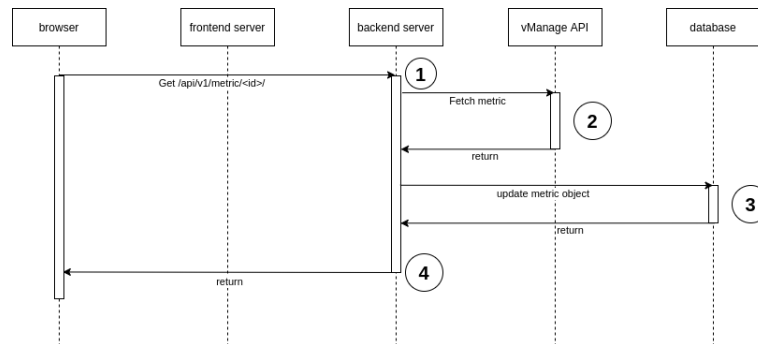 browser
frontend server
backend server
vManage API
database
Get /api/v1/metric/<id>/
1
Fetch metric
2
return
update metric object
3
return
4
return